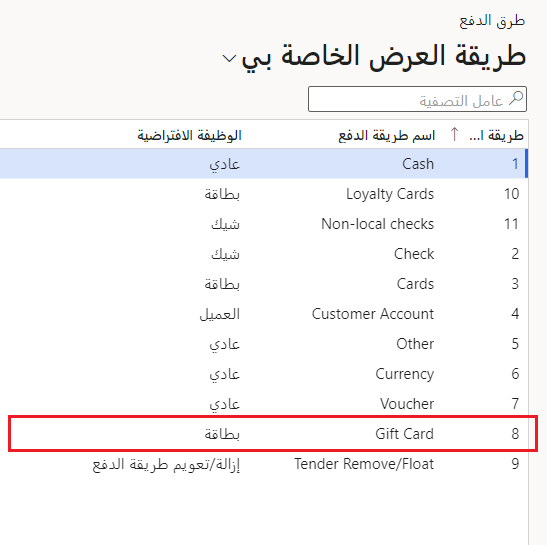 طرق الدفع
طريقة العرض الخاصة بي
عامل التصفية
طريقة ا... ↑ اسم طريقة الدفع الوظيفة الافتراضية
1 Cash عادي
10 Loyalty Cards بطاقة
11 Non-local checks شيك
2 Check شيك
3 Cards بطاقة
4 Customer Account العميل
5 Other عادي
6 Currency عادي
7 Voucher عادي
8 Gift Card بطاقة
9 Tender Remove/Float إزالة/تعويم طريقة الدفع